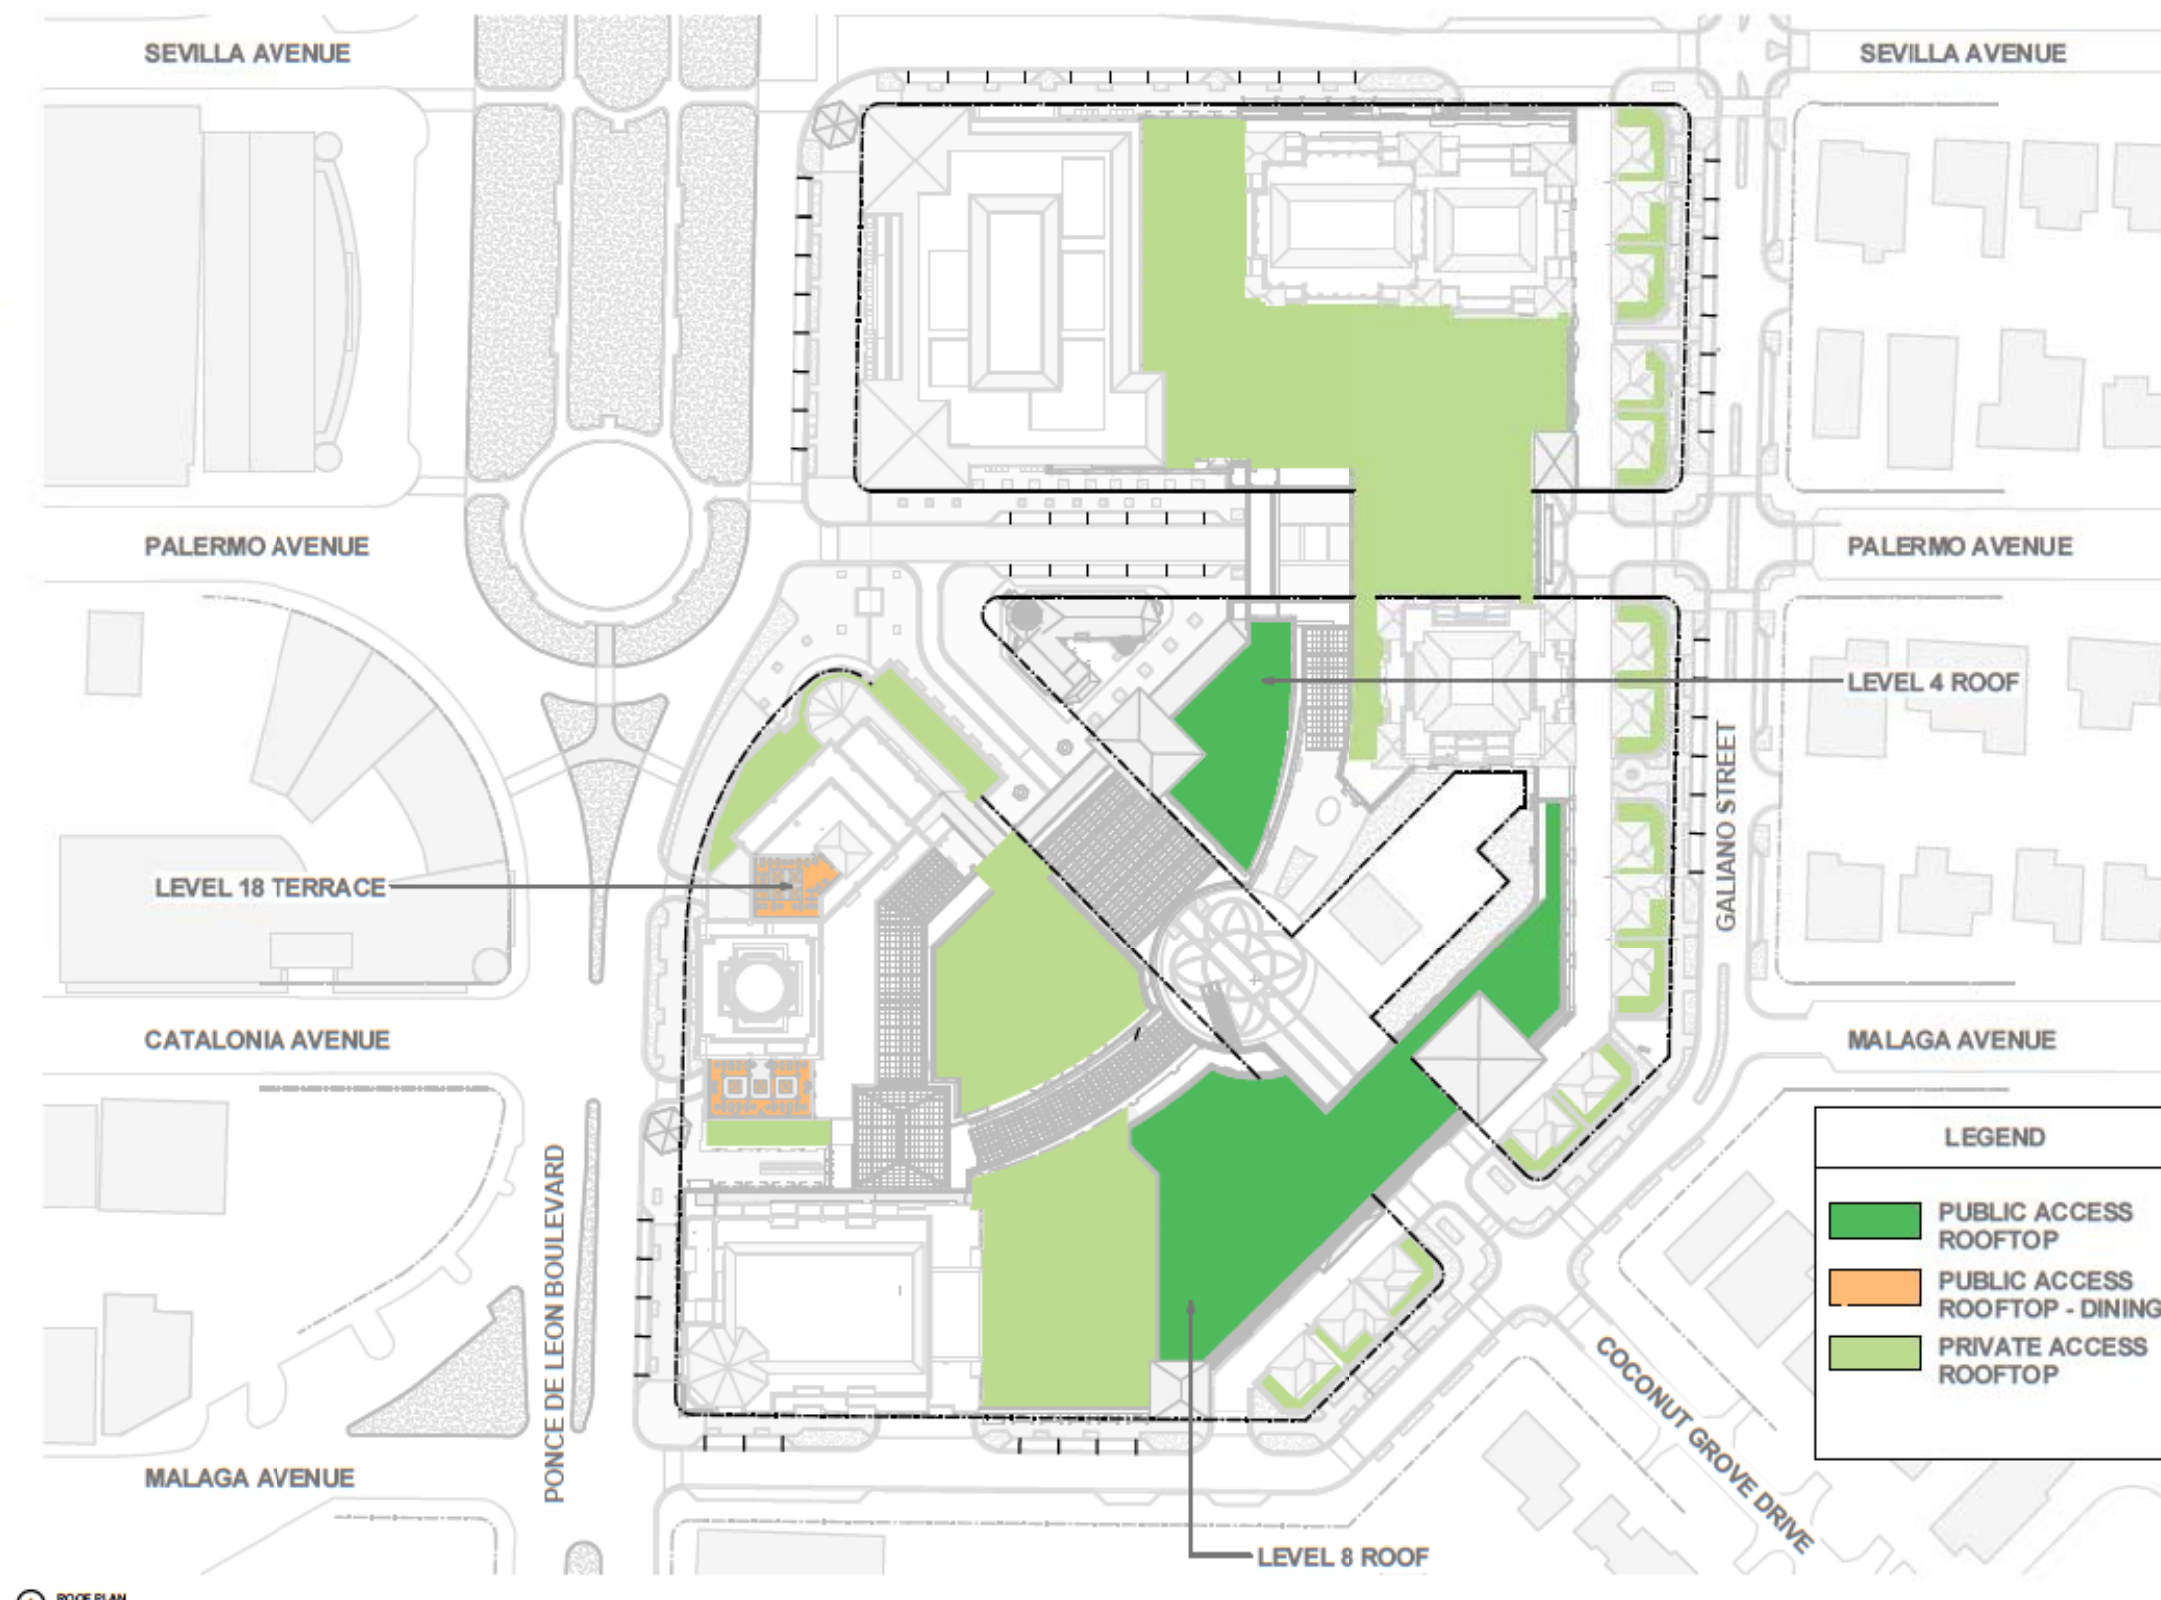 SEVILLA AVENUE
SEVILLA AVENUE
PALERMO AVENUE
PALERMO AVENUE
LEVEL 4 ROOF
GALIANO STREET
LEVEL 18 TERRACE
CATALONIA AVENUE
MALAGA AVENUE
LEGEND
PUBLIC ACCESS
ROOFTOP
PUBLIC ACCESS
ROOFTOP - DINING
PRIVATE ACCESS
ROOFTOP
PONCE DE LEON BOULEVARD
COCONUT GROVE DRIVE
MALAGA AVENUE
LEVEL 8 ROOF
ROOF PLAN